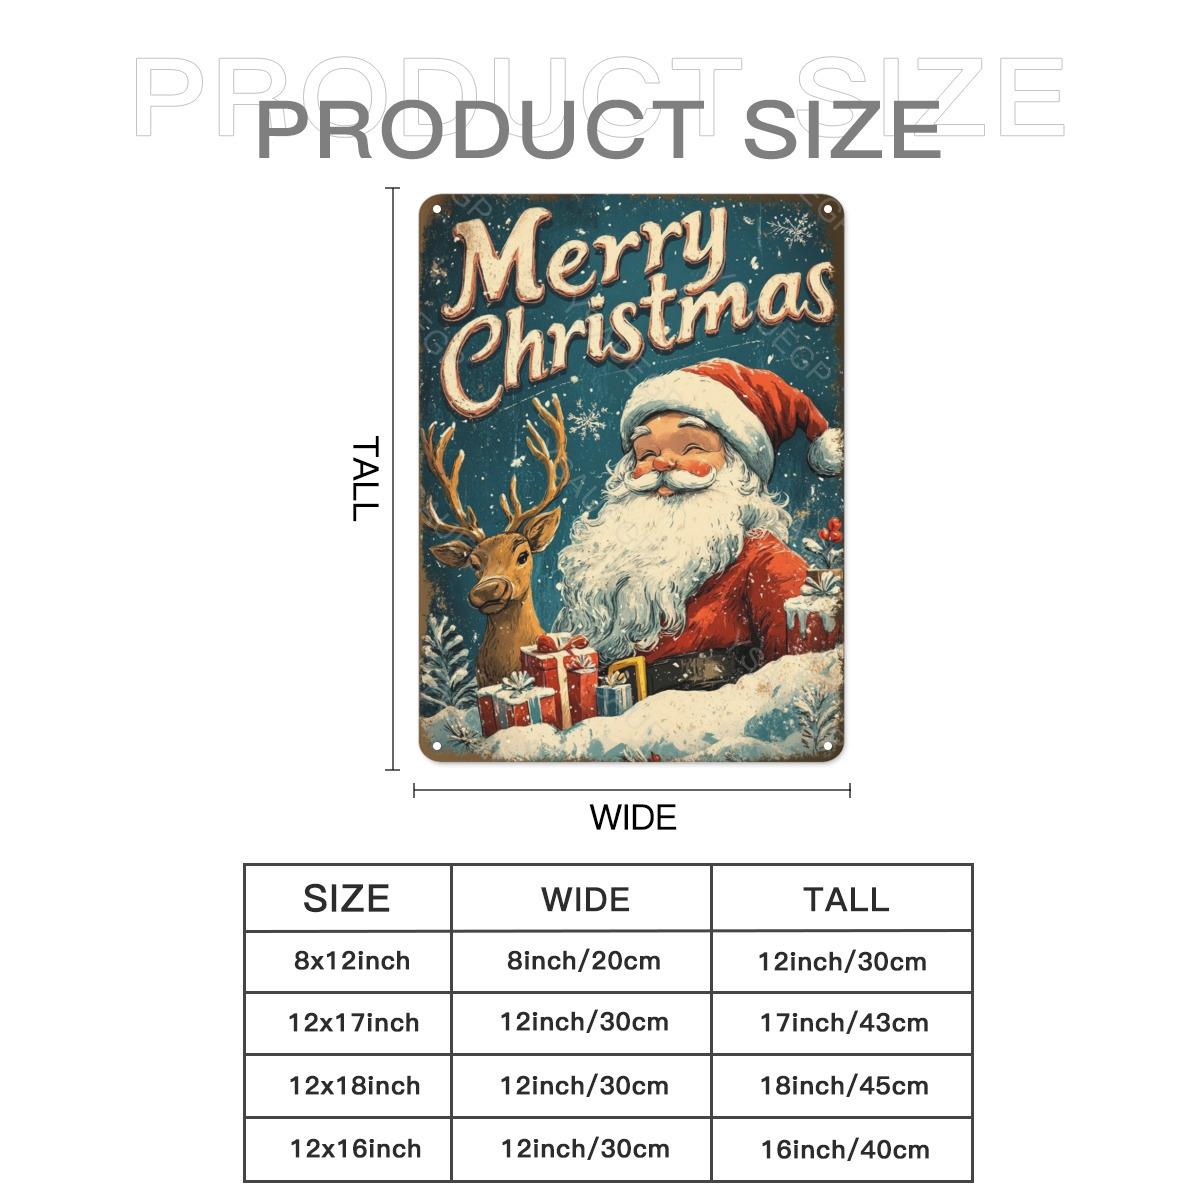 PRODUCT SIZE
PRODUCT SIZE
Merry
Christmas
TALL
WIDE
SIZE WIDE TALL
8x12inch 8inch/20cm 12inch/30cm
12x17inch 12inch/30cm 17inch/43cm
12x18inch 12inch/30cm 18inch/45cm
12x16inch 12inch/30cm 16inch/40cm